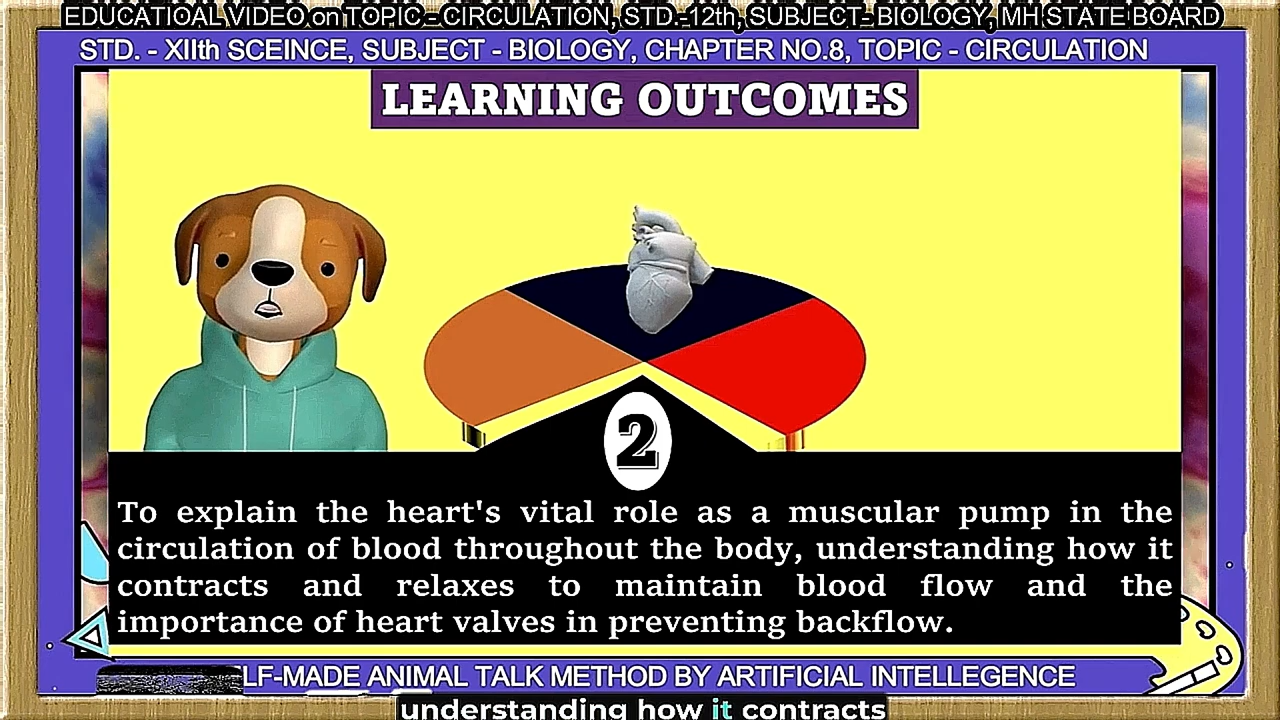 EDUCATIOAL VIDEO on TOPIC - CIRCULATION, STD.-12th, SUBJECT- BIOLOGY, MH STATE BOARD
STD. - XIIth SCEINCE, SUBJECT - BIOLOGY, CHAPTER NO.8, TOPIC - CIRCULATION
LEARNING OUTCOMES
2
To explain the heart's vital role as a muscular pump in the
circulation of blood throughout the body, understanding how it
contracts and relaxes to maintain blood flow and the
importance of heart valves in preventing backflow.
LF-MADE ANIMAL TALK METHOD BY ARTIFICIAL INTELLEGENCE
understanding how it contracts